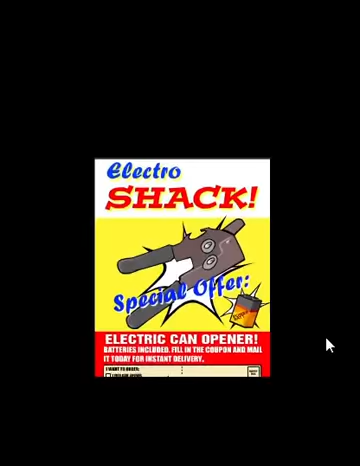 Electro
SHACK!
Special Offer:
ELECTRIC CAN OPENER!
BATTERIES INCLUDED. FILL IN THE COUPON AND MAIL
IT TODAY FOR INSTANT DELIVERY.
I WANT TO ORDER: